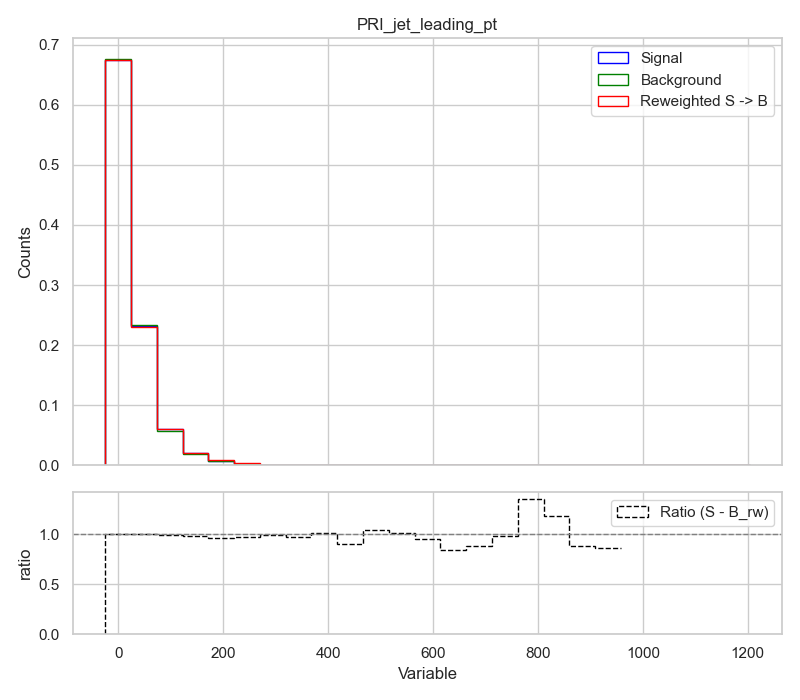 PRI_jet_leading_pt
Signal
Background
Reweighted S -> B
0.7
0.6
0.5
0.4
0.3
0.2
0.1
0.0
Counts
Ratio (S - B_rw)
1.0
0.5
0.0
ratio
0 200 400 600 800 1000 1200
Variable